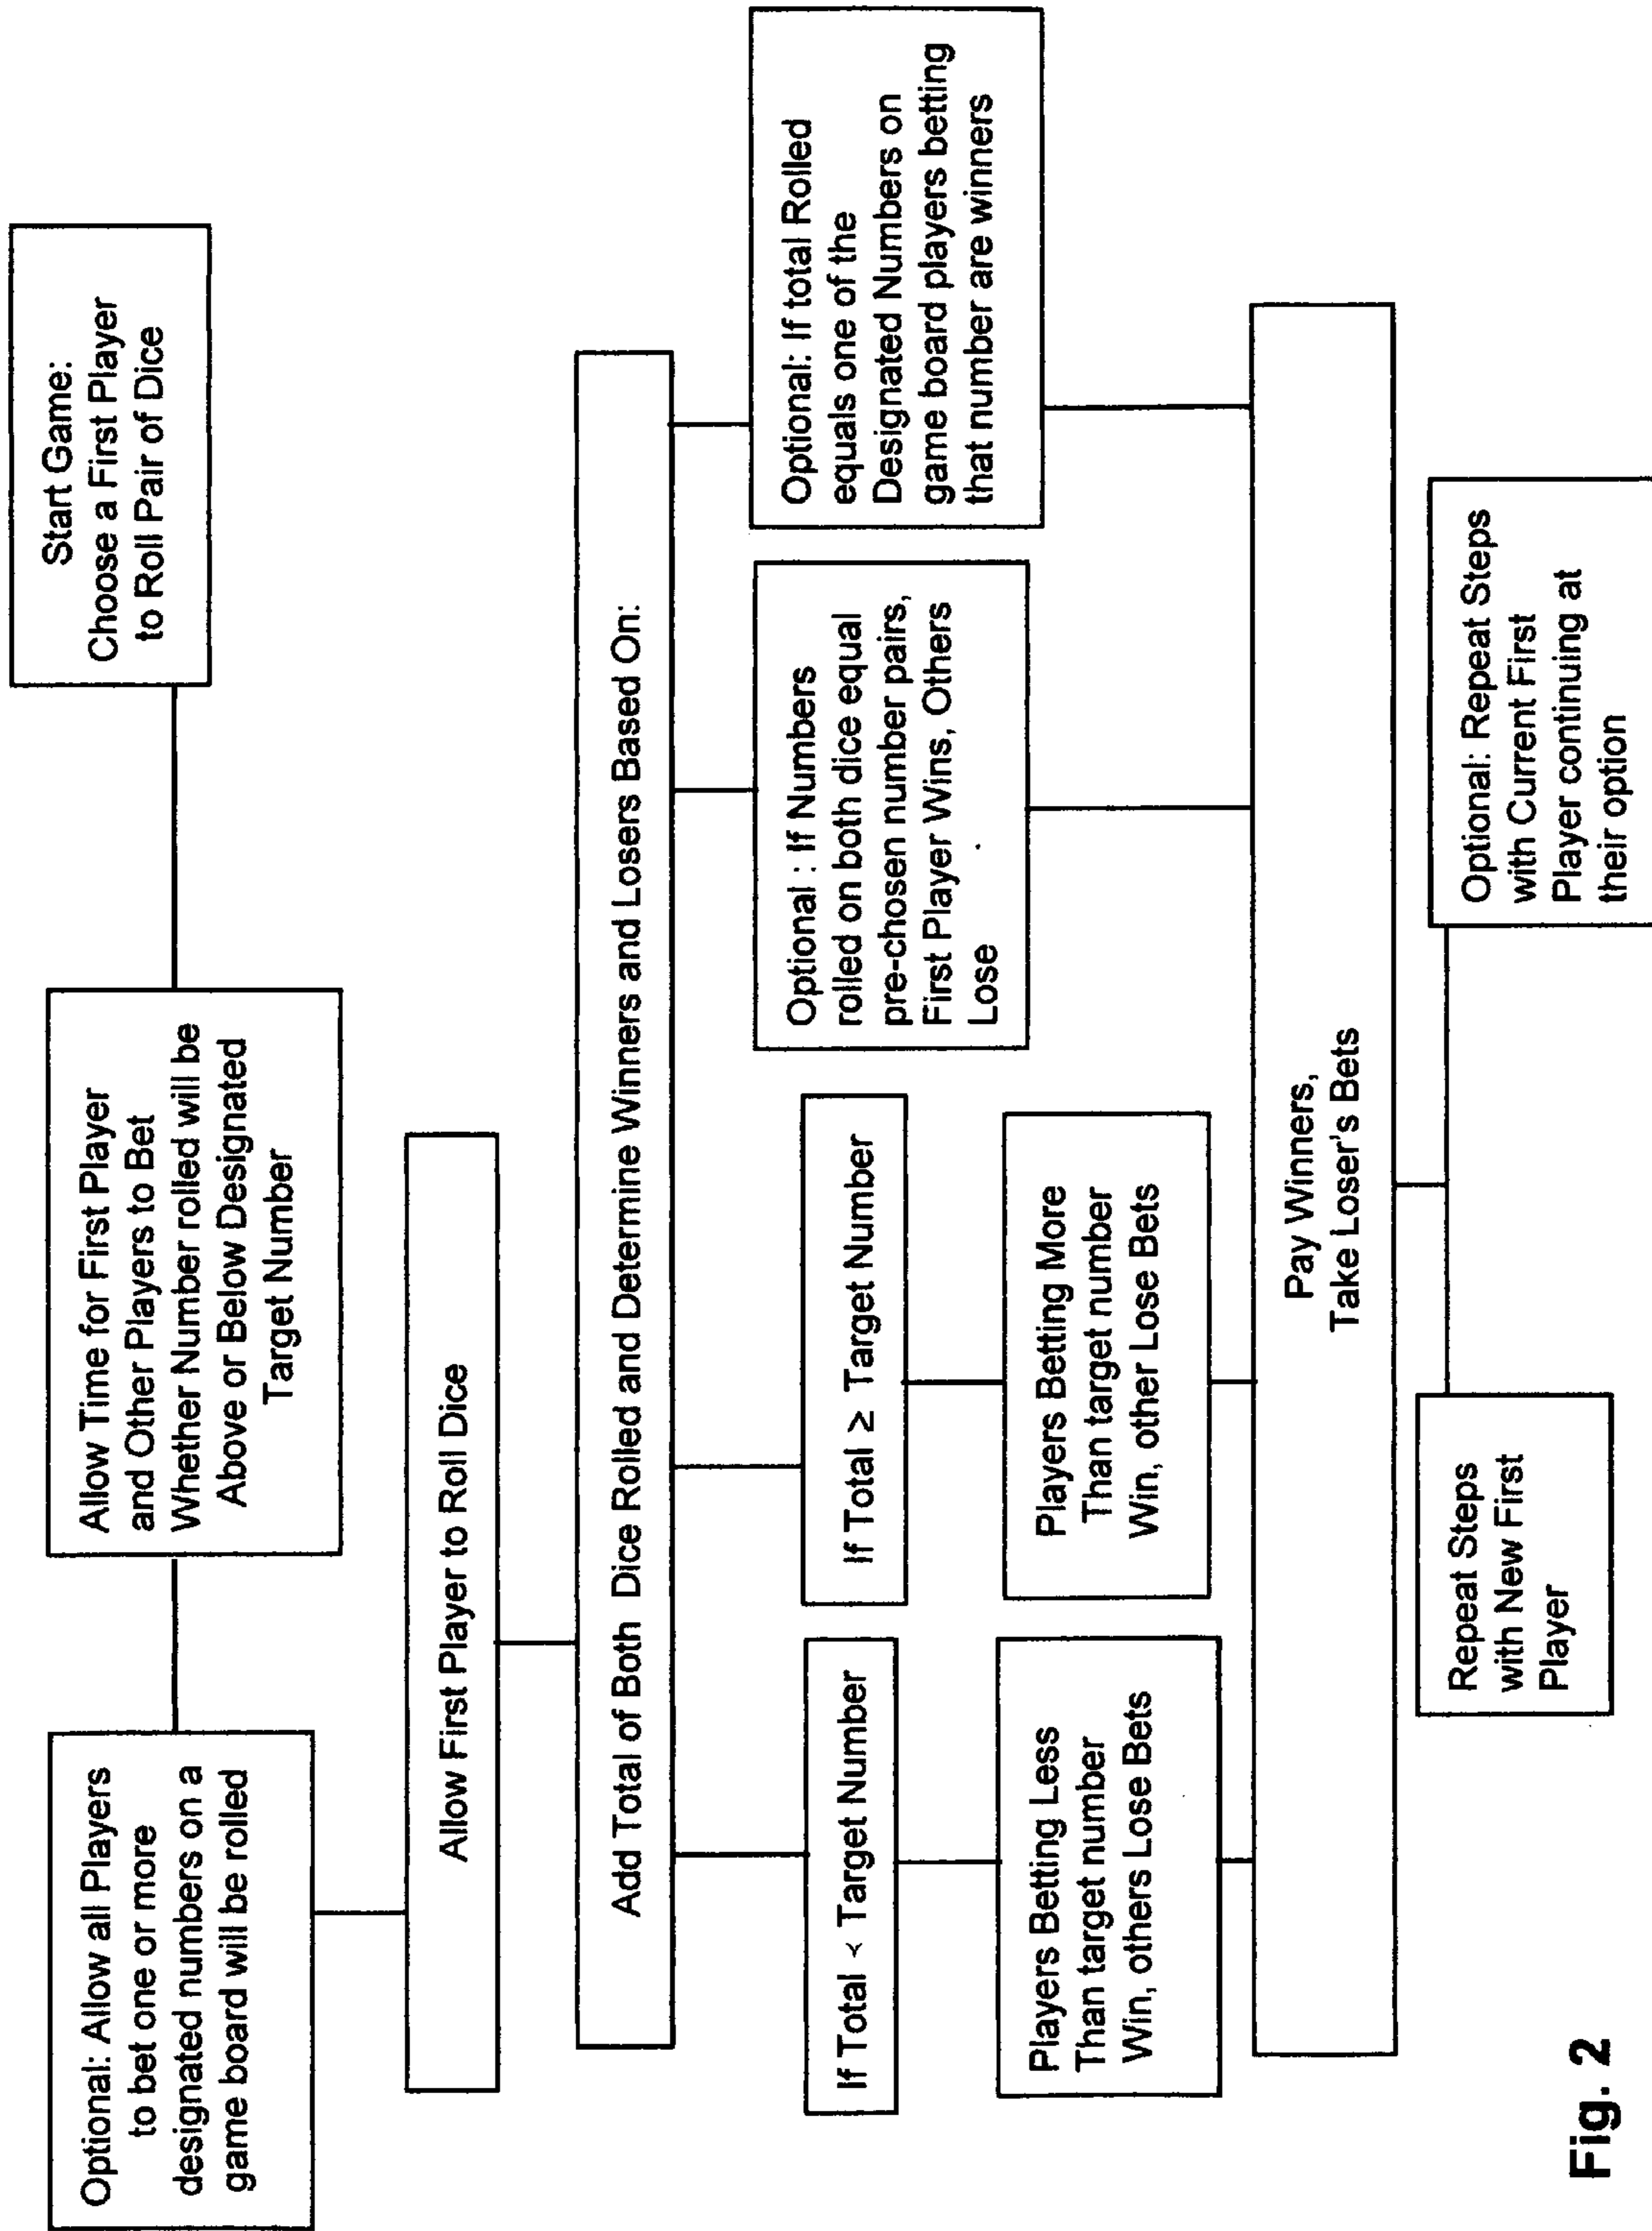 Start Game:
Choose a First Player
to Roll Pair of Dice
Allow Time for First Player
and Other Players to Bet
Whether Number rolled will be
Above or Below Designated
Target Number
Optional: Allow all Players
to bet one or more
designated numbers on a
game board will be rolled
Allow First Player to Roll Dice
Add Total of Both Dice Rolled and Determine Winners and Losers Based On:
If Total < Target Number
Players Betting Less
Than target number
Win, others Lose Bets
If Total ≥ Target Number
Players Betting More
Than target number
Win, other Lose Bets
Optional : If Numbers
rolled on both dice equal
pre-chosen number pairs,
First Player Wins, Others
Lose
Optional: If total Rolled
equals one of the
Designated Numbers on
game board players betting
that number are winners
Pay Winners,
Take Loser's Bets
Repeat Steps
with New First
Player
Optional: Repeat Steps
with Current First
Player continuing at
their option
Fig. 2